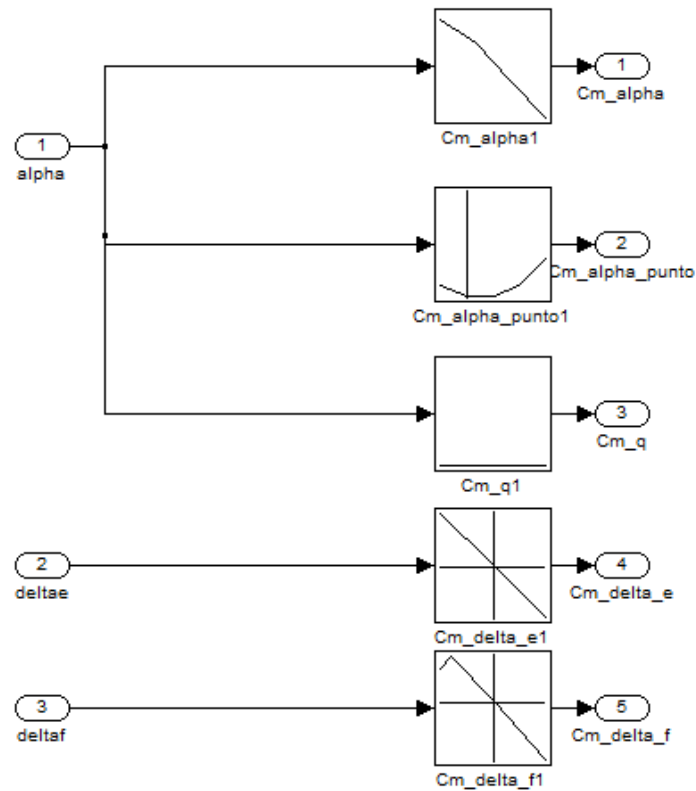 1
Cm_alpha
Cm_alpha1
1
alpha
2
Cm_alpha_punto
Cm_alpha_punto1
3
Cm_q
Cm_q1
2
deltae
4
Cm_delta_e
Cm_delta_e1
3
deltaf
5
Cm_delta_f
Cm_delta_f1